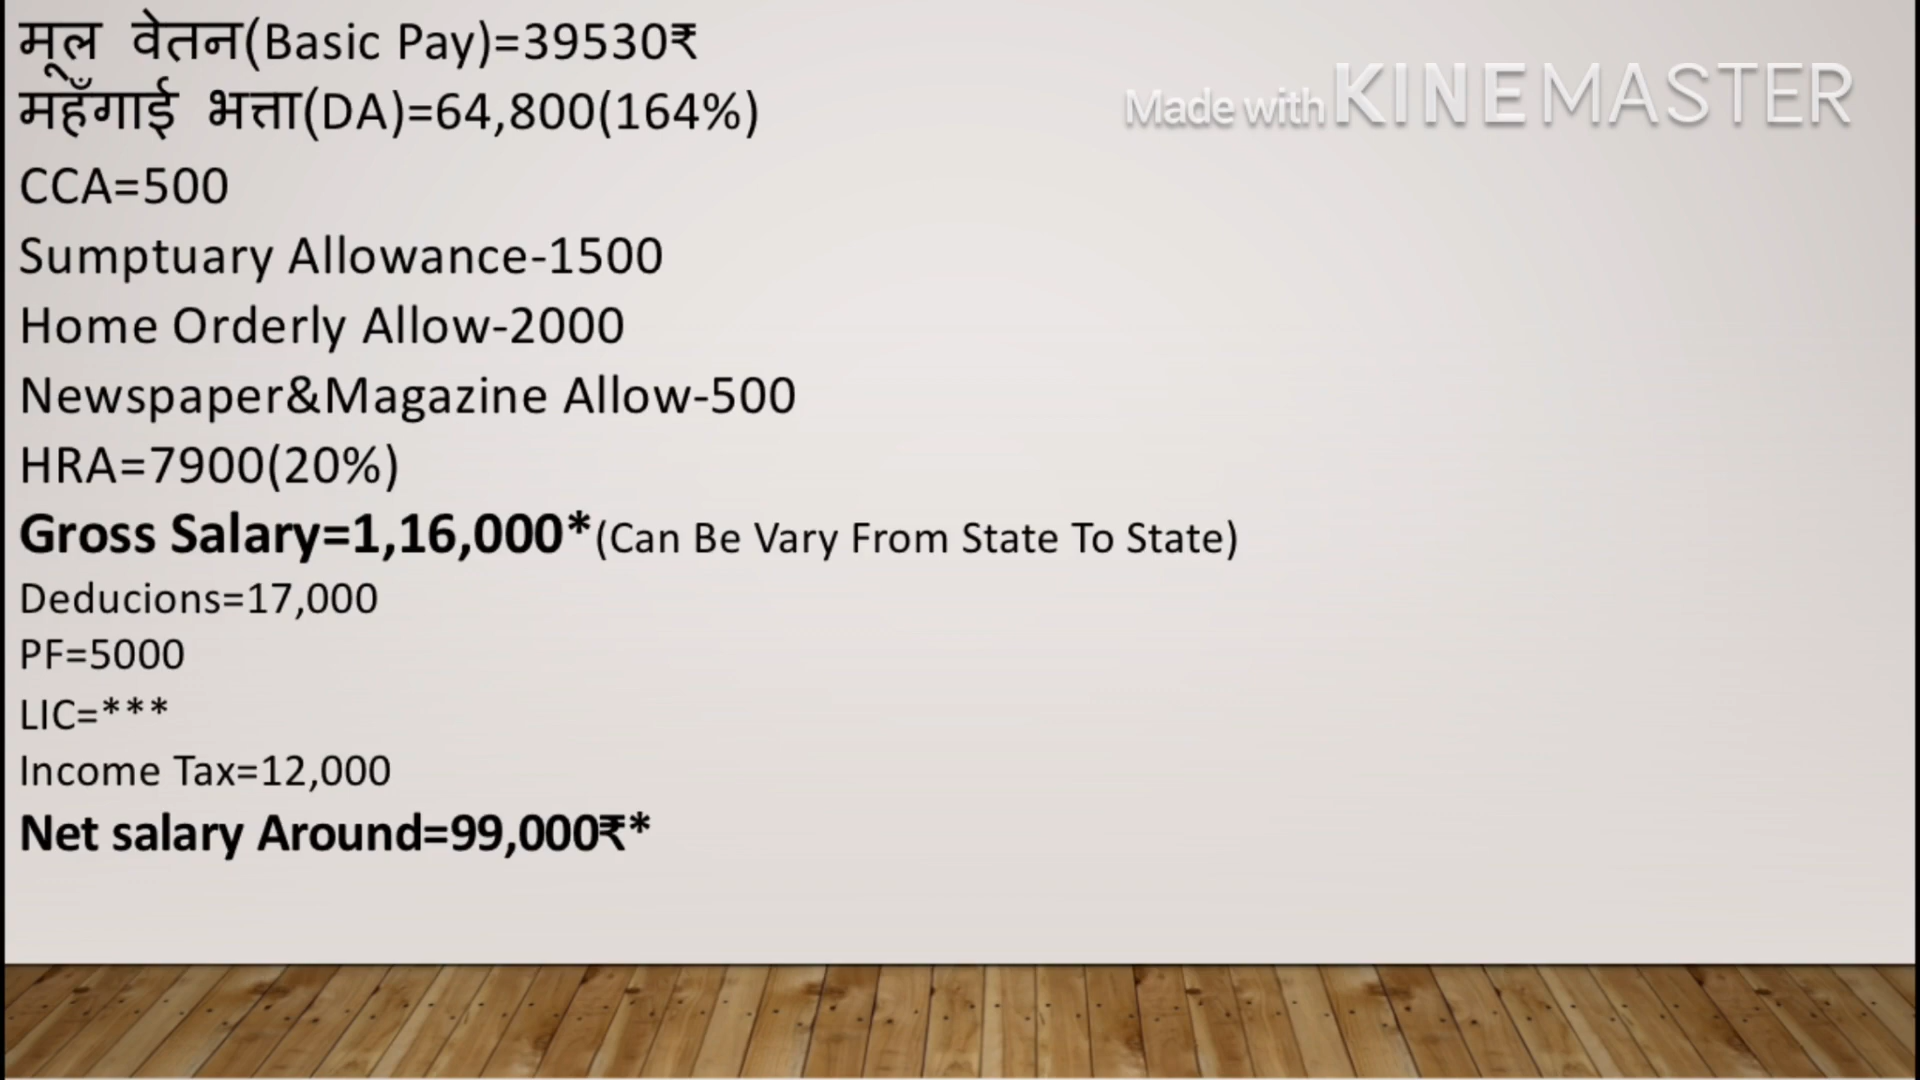 मूल वेतन(Basic Pay)=39530₹
महँगाई भत्ता(DA)=64,800(164%)
Made with KINEMASTER
CCA=500
Sumptuary Allowance-1500
Home Orderly Allow-2000
Newspaper&Magazine Allow-500
HRA=7900(20%)
Gross Salary=1,16,000*(Can Be Vary From State To State)
Deducions=17,000
PF=5000
LIC=***
Income Tax=12,000
Net salary Around=99,000₹*